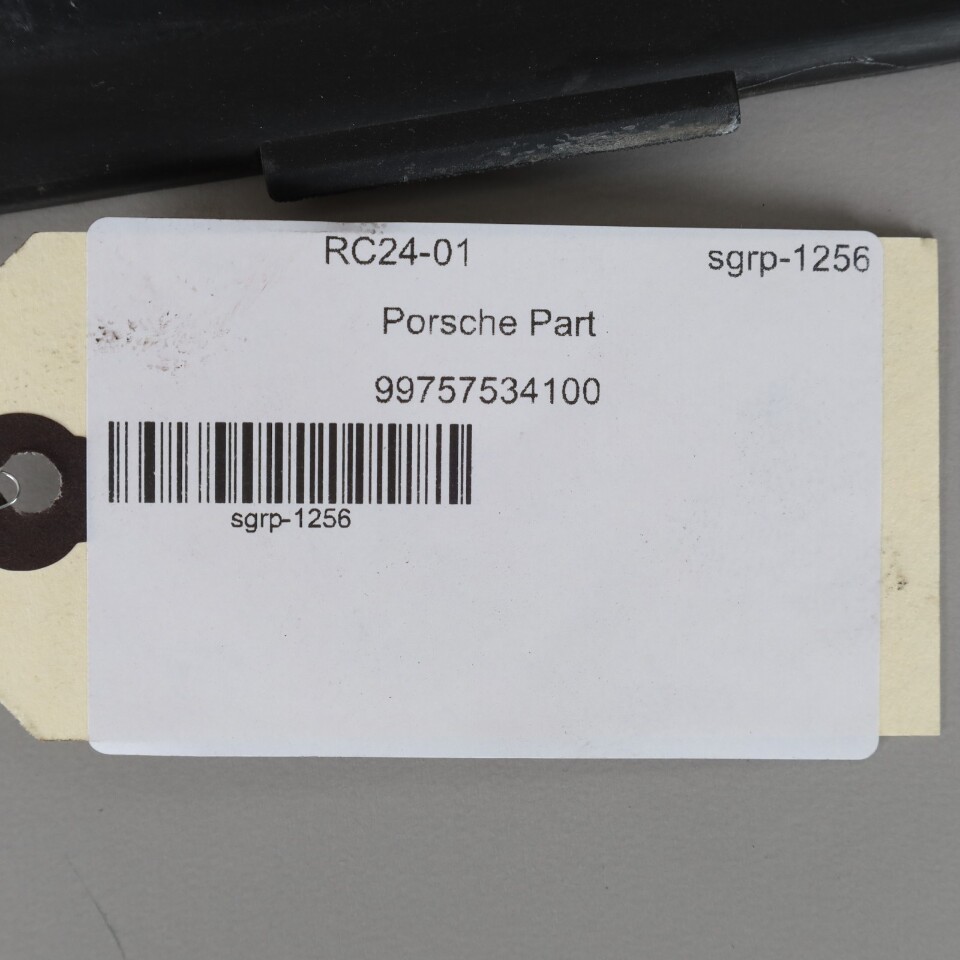 RC24-01 sgrp-1256
Porsche Part
99757534100
sgrp-1256